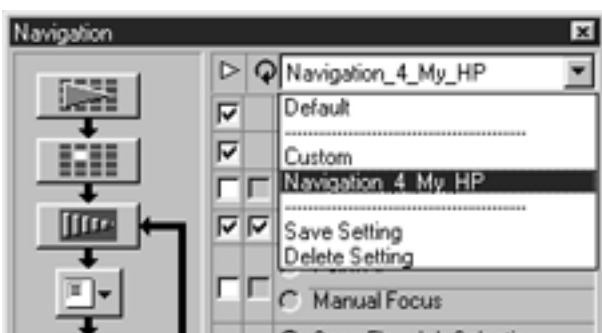 Navigation
Navigation_4_My_HP
Default
Custom
Navigation_4_My_HP
Save Setting
Delete Setting
Manual Focus